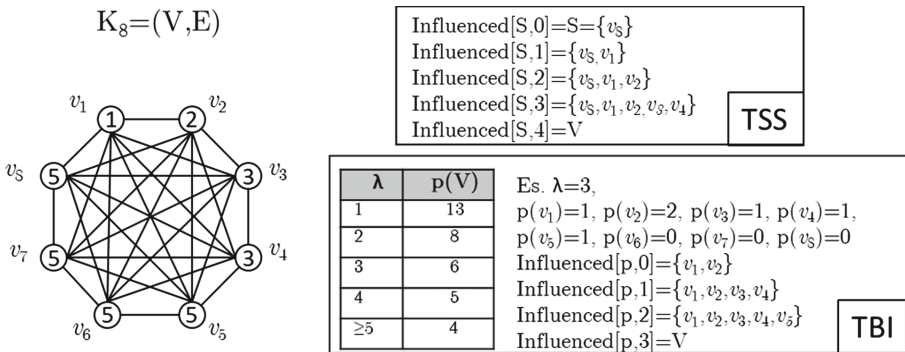 K₈=(V,E)
v₁
v₂
1
2
v₈
5
3
v₃
v₇
5
3
v₄
5
5
v₆
v₅
Influenced[S,0]=S={v₈}
Influenced[S,1]={v₈,v₁}
Influenced[S,2]={v₈,v₁,v₂}
Influenced[S,3]={v₈,v₁,v₂,v₃,v₄}
Influenced[S,4]=V
TSS
λ p(V)
1 13
2 8
3 6
4 5
≥5 4
Es. λ=3,
p(v₁)=1, p(v₂)=2, p(v₃)=1, p(v₄)=1,
p(v₅)=1, p(v₆)=0, p(v₇)=0, p(v₈)=0
Influenced[p,0]={v₁,v₂}
Influenced[p,1]={v₁,v₂,v₃,v₄}
Influenced[p,2]={v₁,v₂,v₃,v₄,v₅}
Influenced[p,3]=V
TBI